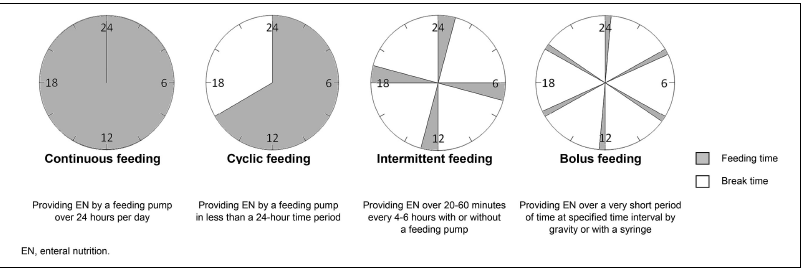 24
18
6
12
Continuous feeding
Providing EN by a feeding pump
over 24 hours per day
24
18
6
12
Cyclic feeding
Providing EN by a feeding pump
in less than a 24-hour time period
24
18
6
12
Intermittent feeding
Providing EN over 20-60 minutes
every 4-6 hours with or without
a feeding pump
24
18
6
12
Bolus feeding
Providing EN over a very short period
of time at specified time interval by
gravity or with a syringe
Feeding time
Break time
EN, enteral nutrition.